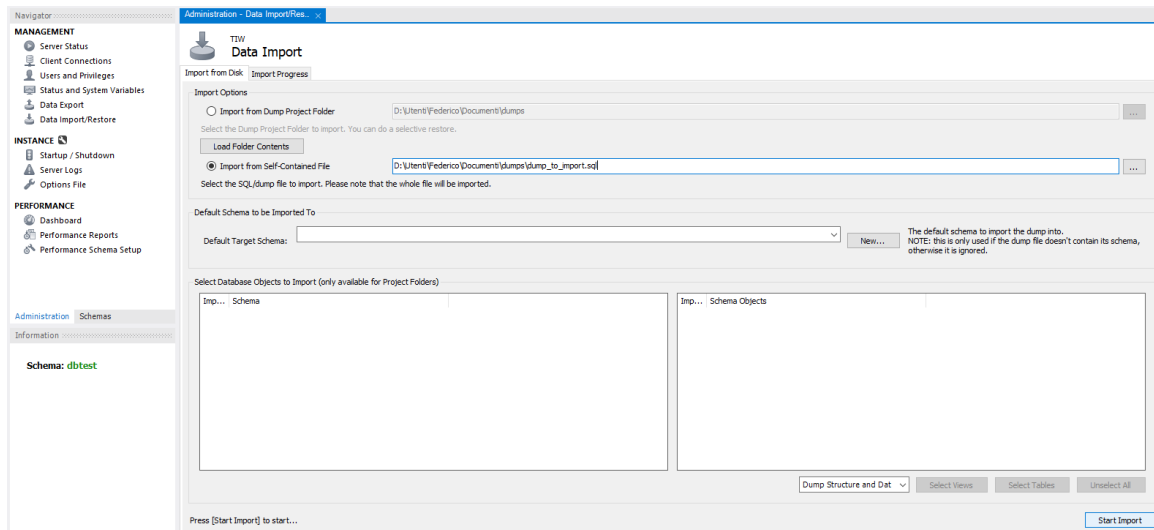 Navigator
MANAGEMENT
Server Status
Client Connections
Users and Privileges
Status and System Variables
Data Export
Data Import/Restore
INSTANCE
Startup / Shutdown
Server Logs
Options File
PERFORMANCE
Dashboard
Performance Reports
Performance Schema Setup
Administration Schemas
Information
Schema: dbtest
Administration - Data Import/Res... ×
TIW
Data Import
Import from Disk Import Progress
Import Options
Import from Dump Project Folder D:\Utenti\Federico\Documenti\dumps ...
Select the Dump Project Folder to import. You can do a selective restore.
Load Folder Contents
Import from Self-Contained File D:\Utenti\Federico\Documenti\dumps\dump_to_import.sql ...
Select the SQL/dump file to import. Please note that the whole file will be imported.
Default Schema to be Imported To
Default Target Schema: New...
The default schema to import the dump into.
NOTE: this is only used if the dump file doesn't contain its schema,
otherwise it is ignored.
Select Database Objects to Import (only available for Project Folders)
Imp... Schema
Imp... Schema Objects
Dump Structure and Dat Select Views Select Tables Unselect All
Press [Start Import] to start...
Start Import